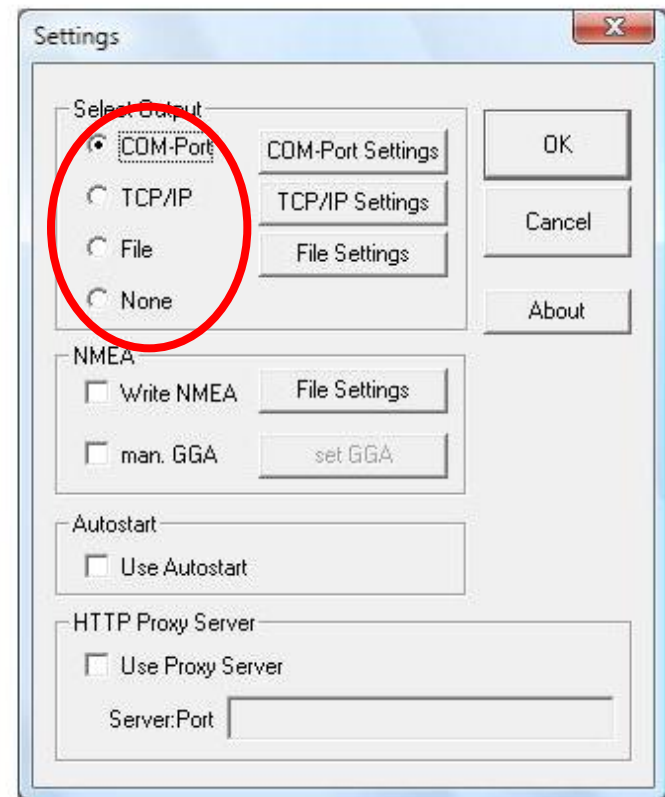 Settings
Select Output
COM-Port
COM-Port Settings
OK
TCP/IP
TCP/IP Settings
Cancel
File
File Settings
None
About
NMEA
Write NMEA
File Settings
man. GGA
set GGA
Autostart
Use Autostart
HTTP Proxy Server
Use Proxy Server
Server:Port